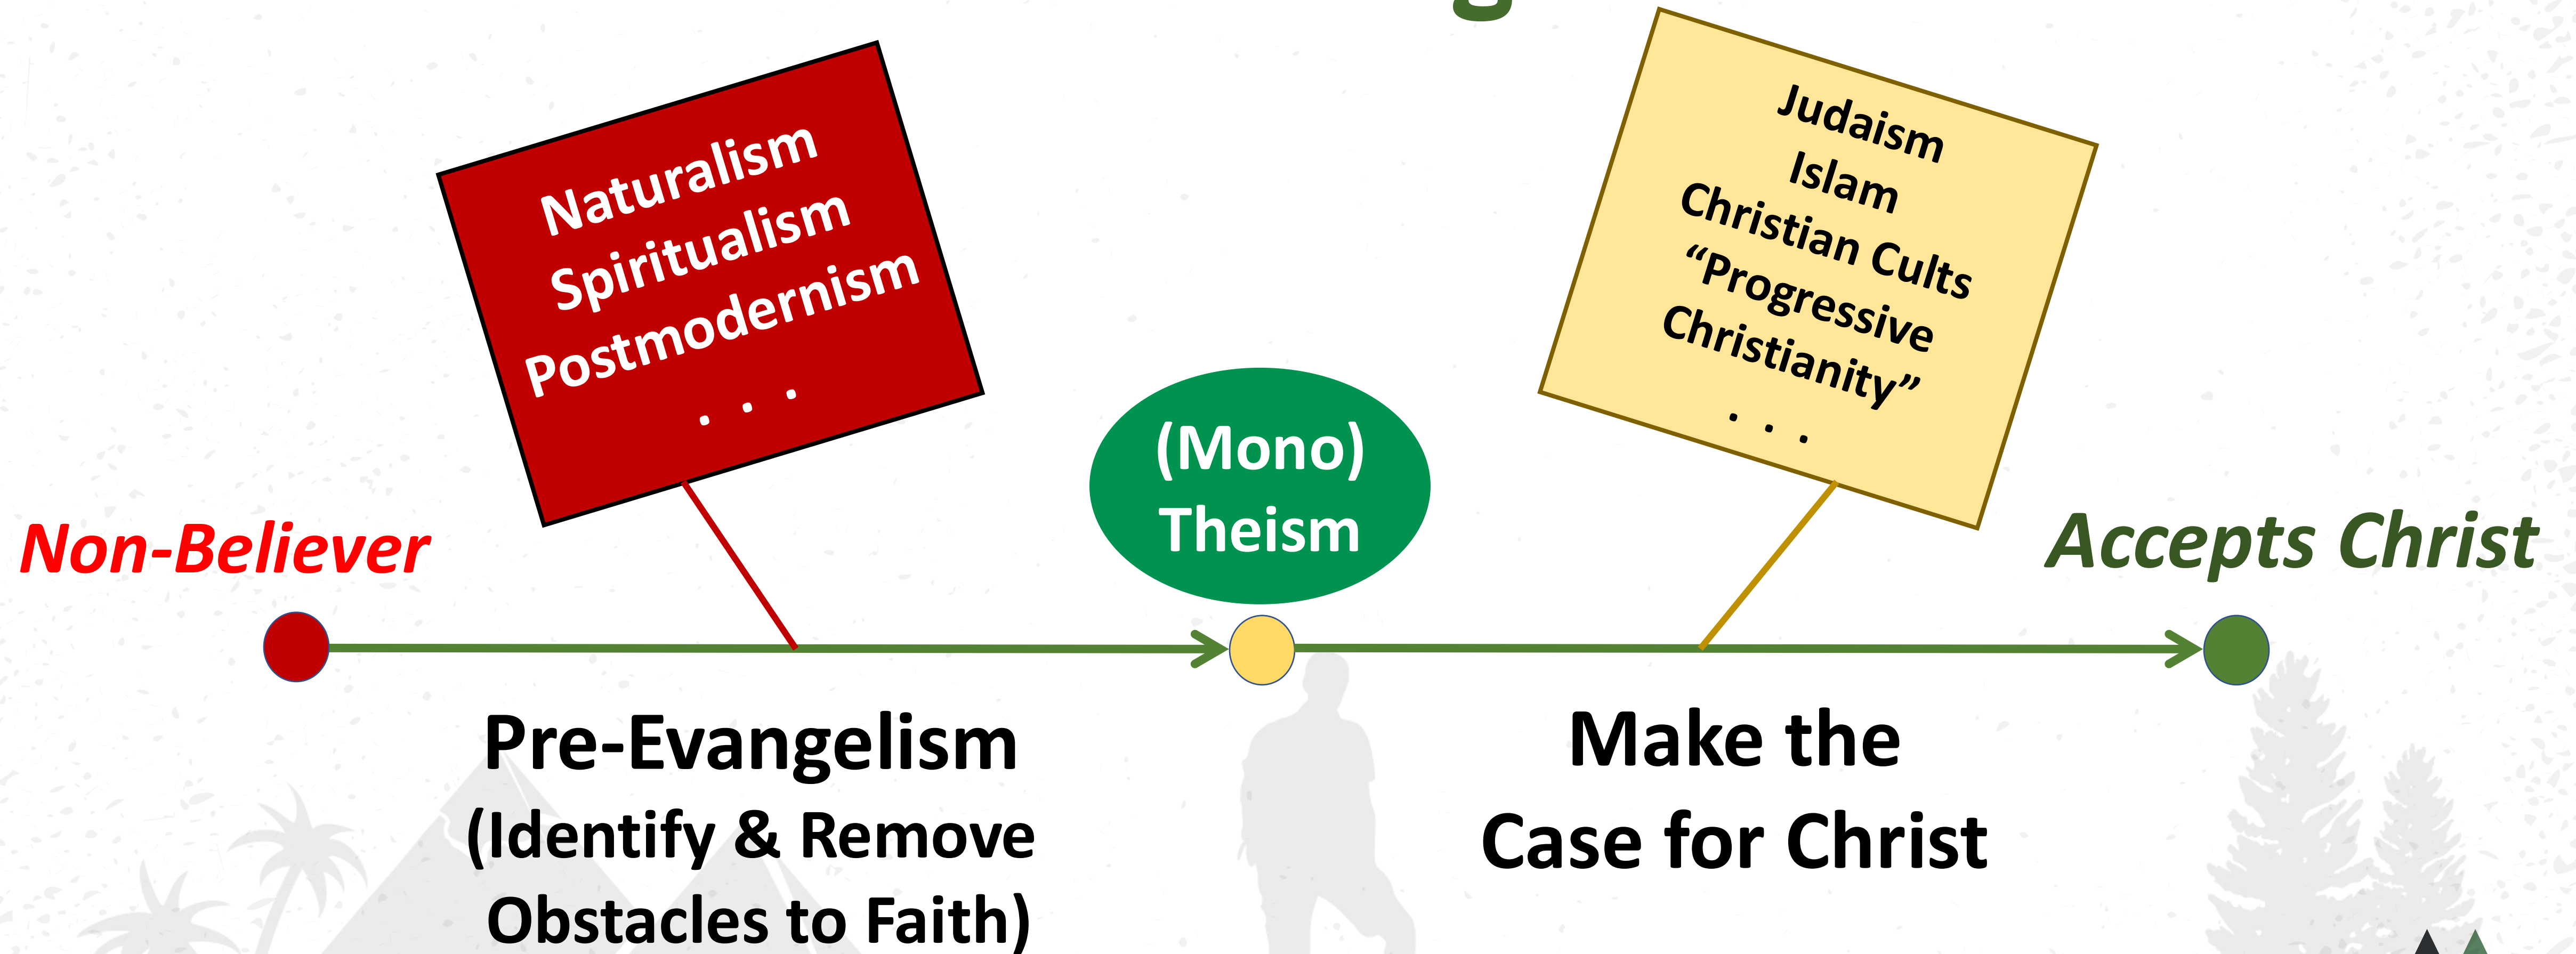 Naturalism
Spiritualism
Postmodernism
. . .
Judaism
Islam
Christian Cults
“Progressive
Christianity”
. . .
(Mono)
Theism
Non-Believer
Accepts Christ
Pre-Evangelism
(Identify & Remove
Obstacles to Faith)
Make the
Case for Christ